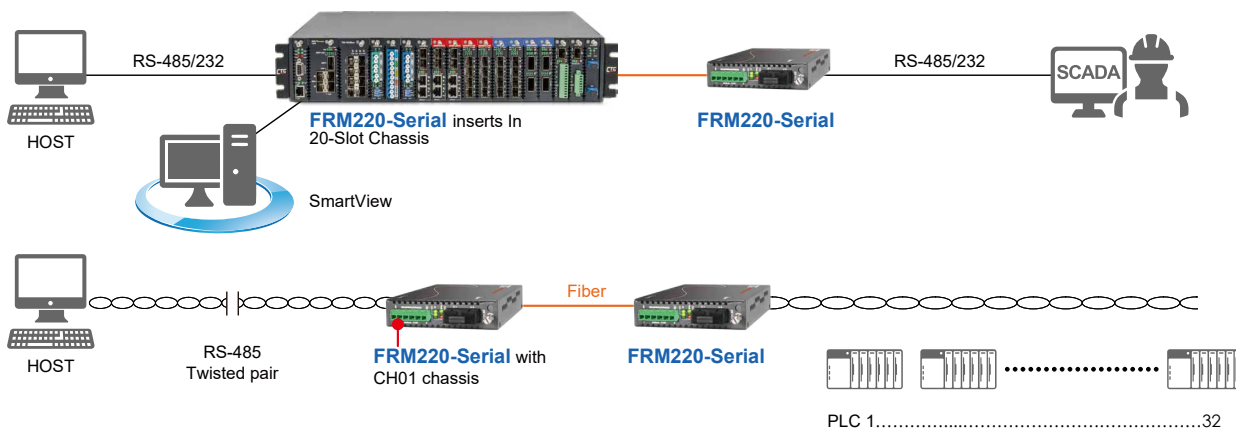 RS-485/232
RS-485/232
SCADA
CTC
HOST
FRM220-Serial inserts In
20-Slot Chassis
FRM220-Serial
SmartView
Fiber
HOST
RS-485
Twisted pair
FRM220-Serial with
CH01 chassis
FRM220-Serial
PLC 1.................................................................32